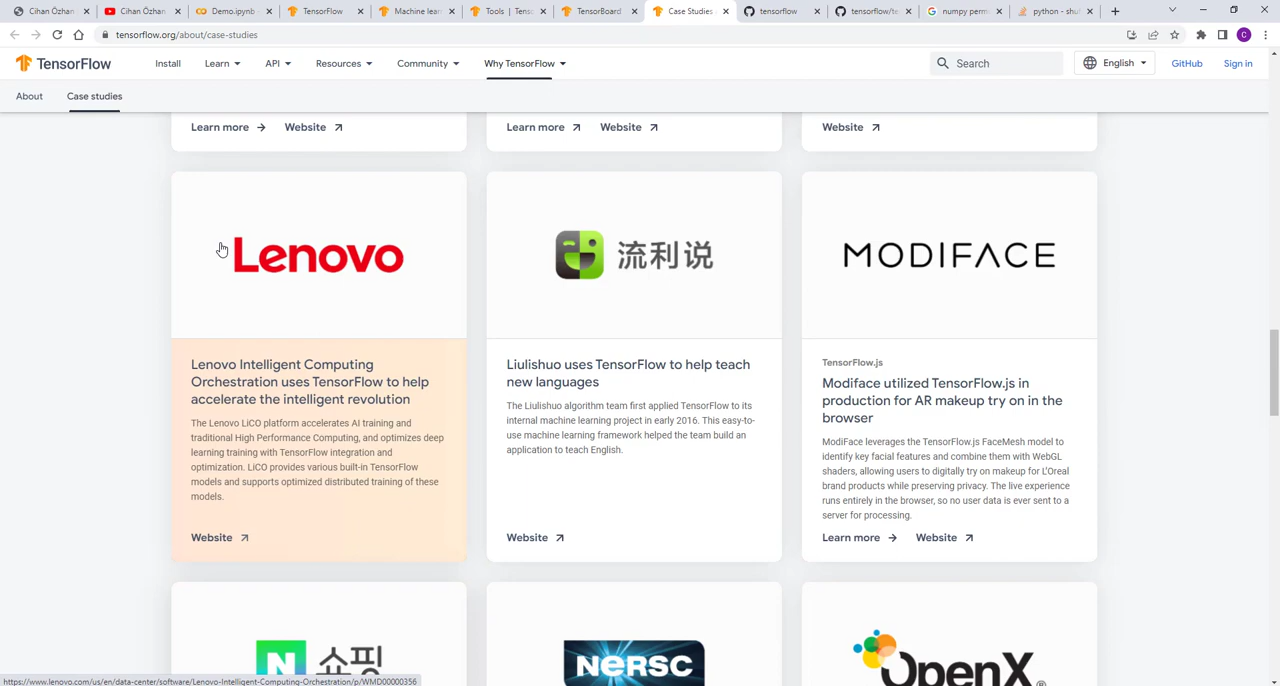 Cihan Özhan
Cihan Özhan
Demo.ipynb -
TensorFlow
Machine lear
Tools | Tens
TensorBoard
Case Studies
tensorflow
tensorflow/te
numpy perm
python - shu
tensorflow.org/about/case-studies
C
TensorFlow
Install
Learn
API
Resources
Community
Why TensorFlow
Search
English
GitHub
Sign in
About
Case studies
Learn more
Website
Learn more
Website
Website
Lenovo
流利说
MODIFACE
Lenovo Intelligent Computing
Orchestration uses TensorFlow to help
accelerate the intelligent revolution
The Lenovo LiCO platform accelerates AI training and
traditional High Performance Computing, and optimizes deep
learning training with TensorFlow integration and
optimization. LiCO provides various built-in TensorFlow
models and supports optimized distributed training of these
models.
Website
Liulishuo uses TensorFlow to help teach
new languages
The Liulishuo algorithm team first applied TensorFlow to its
internal machine learning project in early 2016. This easy-to-
use machine learning framework helped the team build an
application to teach English.
Website
TensorFlow.js
Modiface utilized TensorFlow.js in
production for AR makeup try on in the
browser
ModiFace leverages the TensorFlow.js FaceMesh model to
identify key facial features and combine them with WebGL
shaders, allowing users to digitally try on makeup for L'Oreal
brand products while preserving privacy. The live experience
runs entirely in the browser, so no user data is ever sent to a
server for processing.
Learn more
Website
N 쇼핑
NERSC
OpenX
https://www.lenovo.com/us/en/data-center/software/Lenovo-Intelligent-Computing-Orchestration/p/WMD00000356